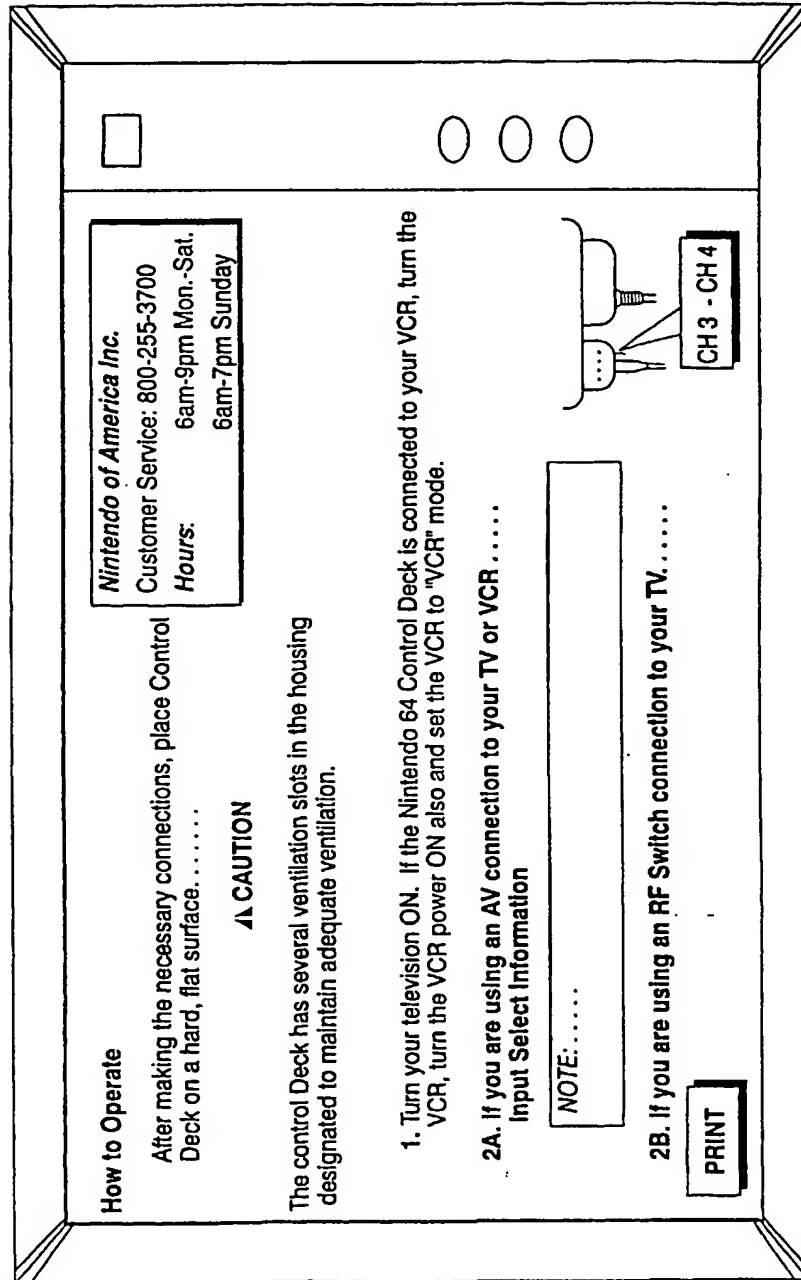 How to Operate
After making the necessary connections, place Control
Deck on a hard, flat surface.......
Nintendo of America Inc.
Customer Service: 800-255-3700
Hours: 6am-9pm Mon.-Sat.
6am-7pm Sunday
CAUTION
The control Deck has several ventilation slots in the housing
designated to maintain adequate ventilation.
1. Turn your television ON. If the Nintendo 64 Control Deck is connected to your VCR, turn the
VCR, turn the VCR power ON also and set the VCR to "VCR" mode.
2A. If you are using an AV connection to your TV or VCR.....
Input Select Information
NOTE:.....
2B. If you are using an RF Switch connection to your TV......
CH 3 - CH 4
PRINT